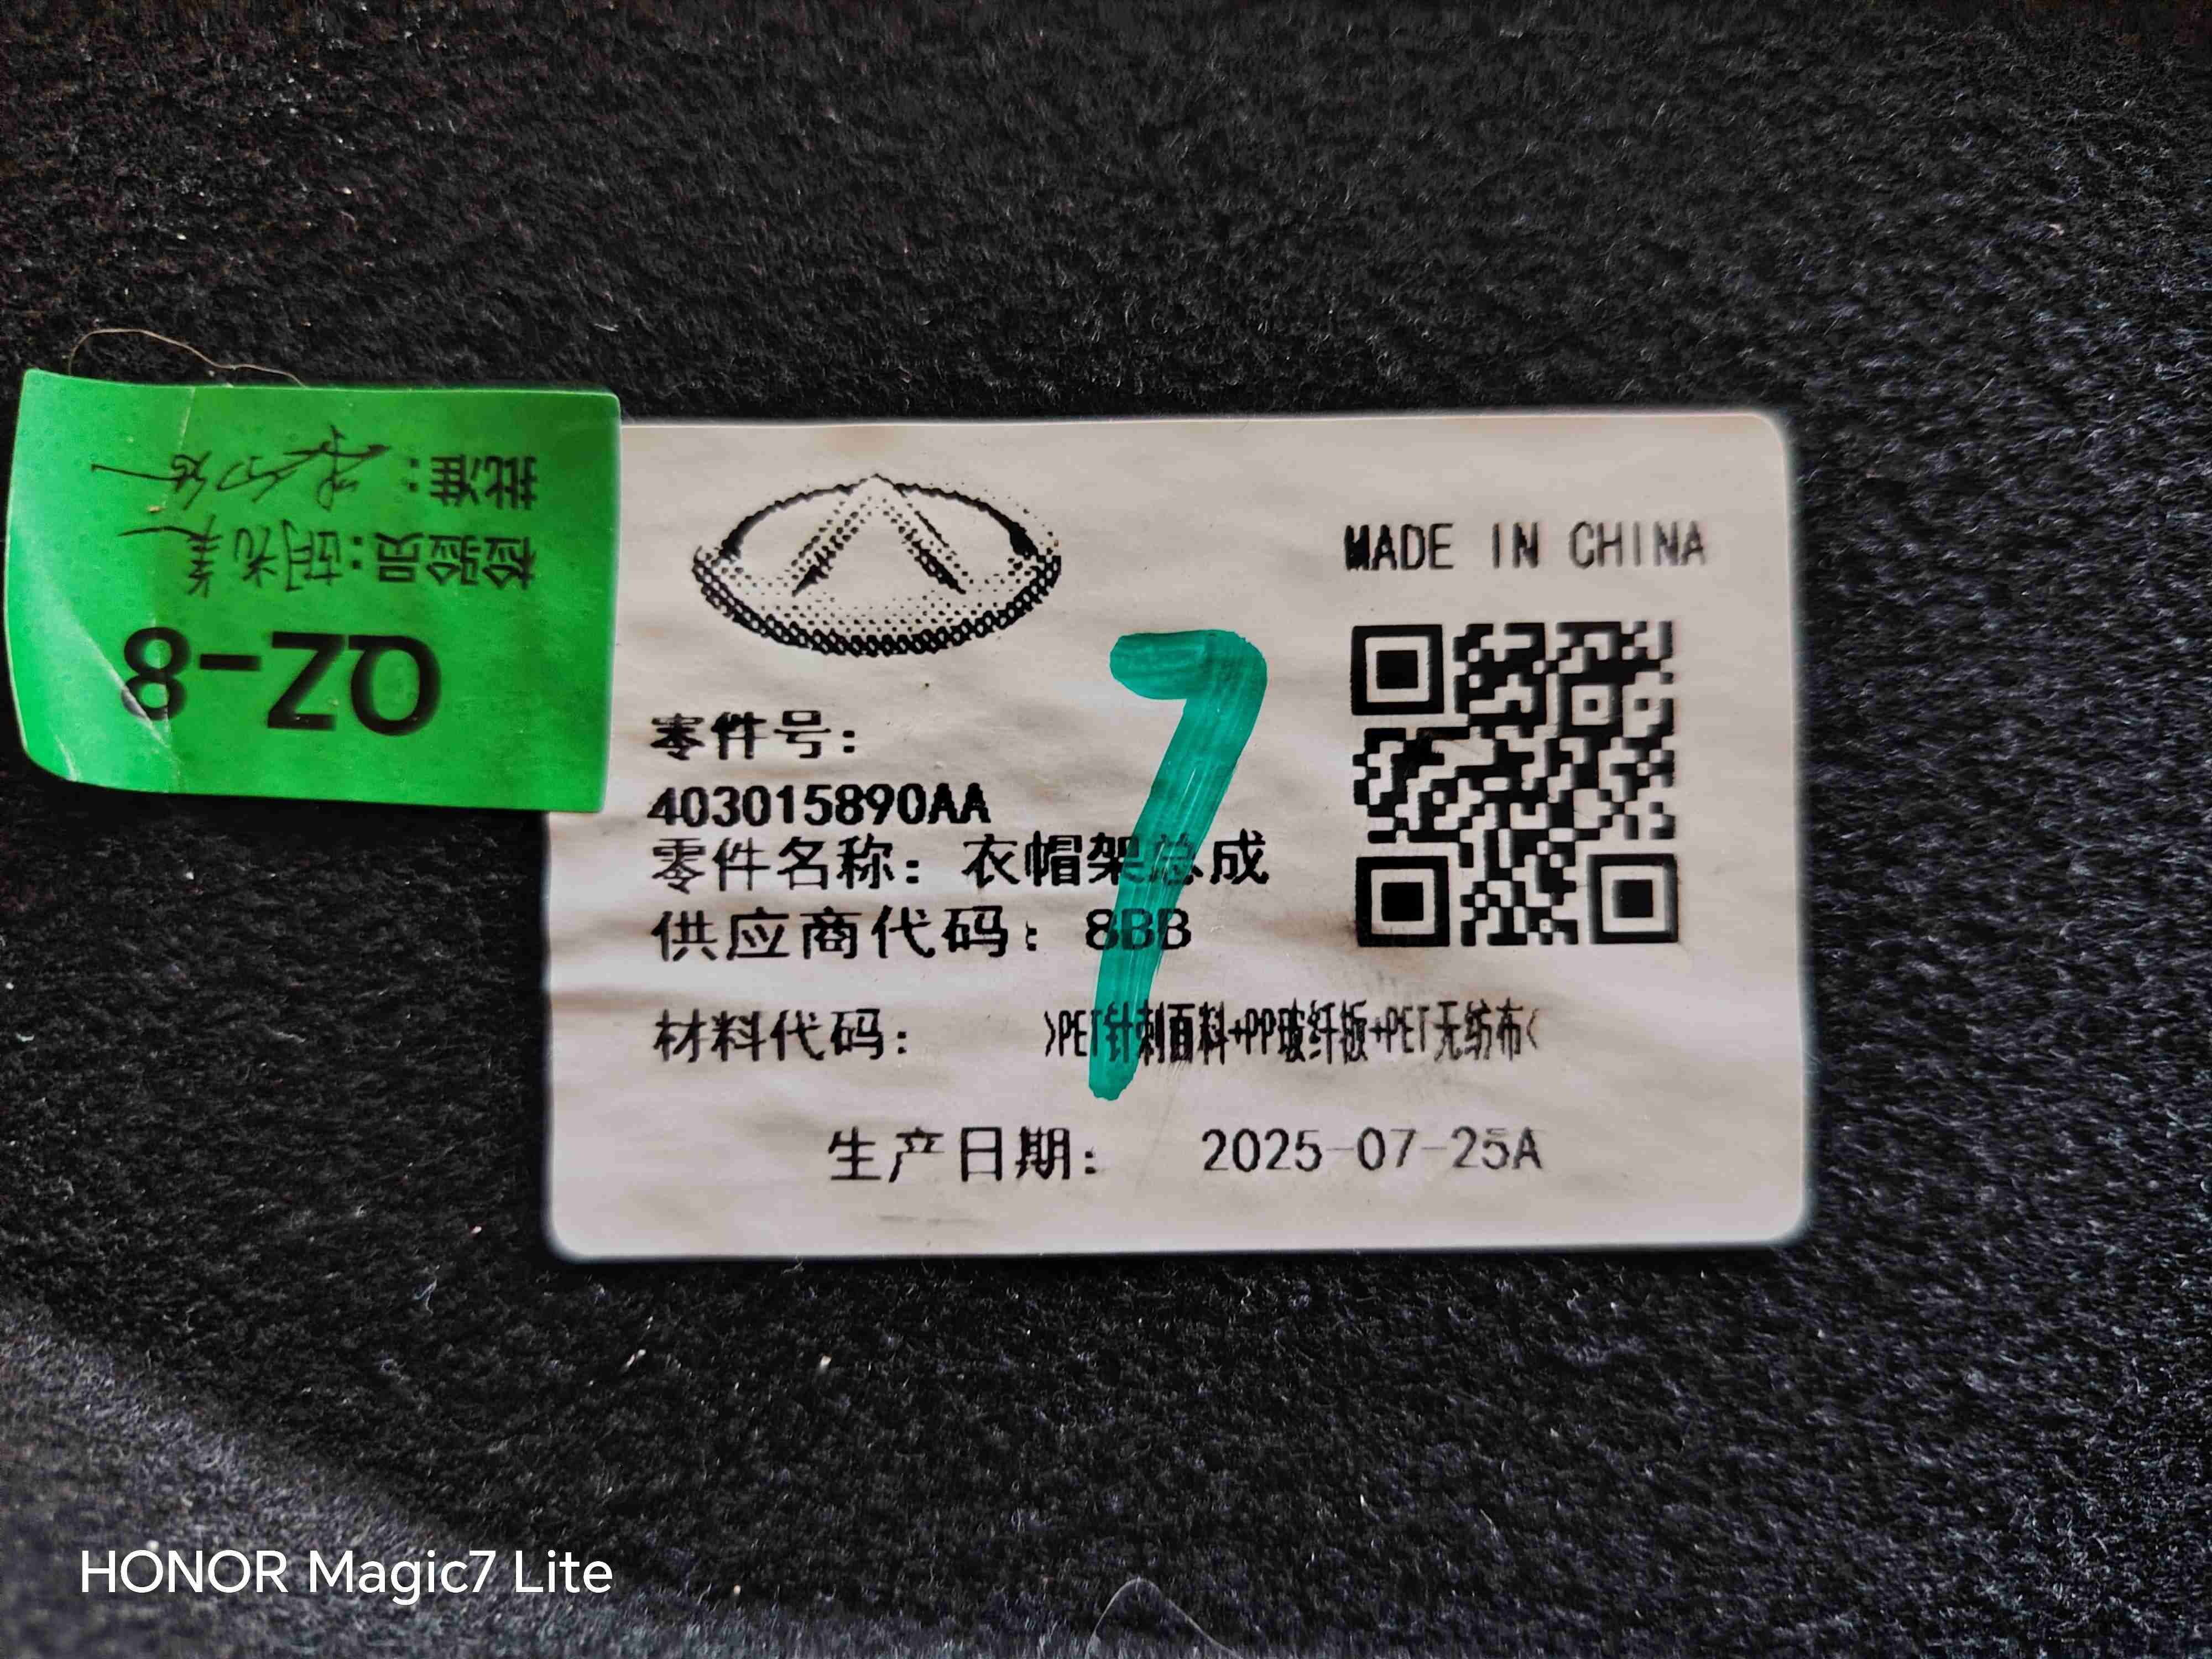 批准:
检验员:
QZ-8
MADE IN CHINA
7
零件号:
403015890AA
零件名称: 衣帽架总成
供应商代码: 8BB
材料代码: >PET针刺面料+PP玻纤板+PET无纺布<
生产日期: 2025-07-25A
HONOR Magic7 Lite